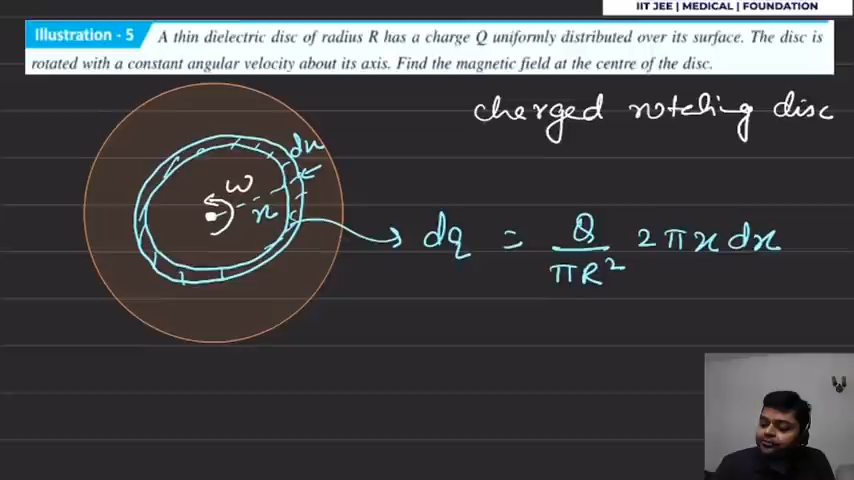 IIT JEE | MEDICAL | FOUNDATION
Illustration - 5 A thin dielectric disc of radius R has a charge Q uniformly distributed over its surface. The disc is
rotated with a constant angular velocity about its axis. Find the magnetic field at the centre of the disc.
charged rotating disc
dx
ω
x
dq = Q/πR² 2πx dx